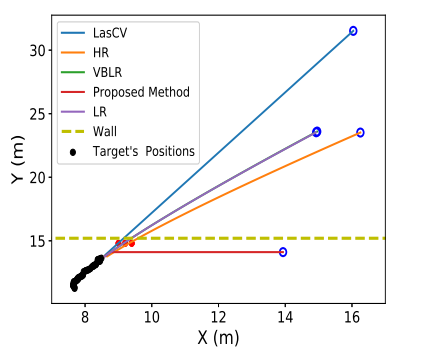 LasCV
HR
VBLR
Proposed Method
LR
Wall
Target's Positions
Y (m)
30
25
20
15
8 10 12 14 16
X (m)